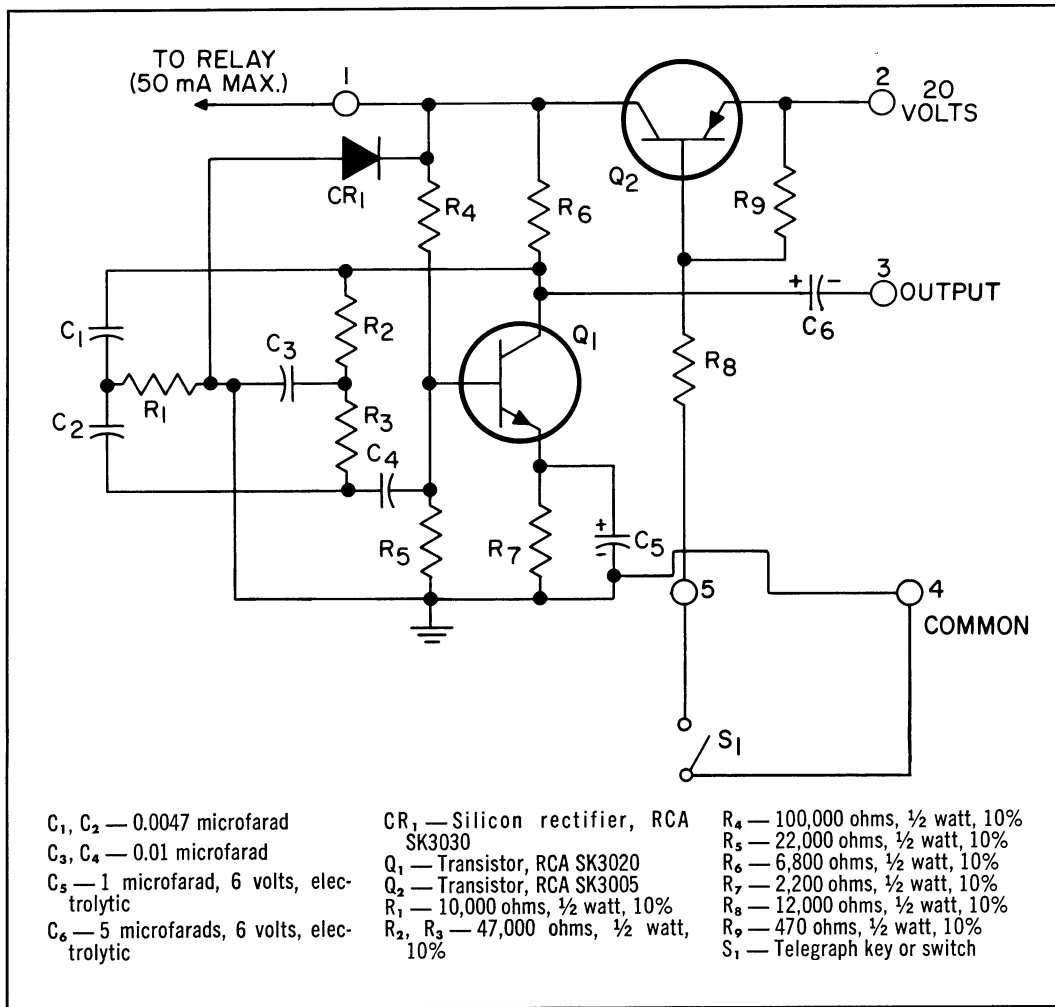 TO RELAY
(50 mA MAX.)
1
2
20
VOLTS
CR1
R4
R6
Q2
R9
3
OUTPUT
C6
C1
R2
Q1
C3
R8
R1
C2
R3
C4
R5
R7
C5
5
4
COMMON
S1
C1, C2 — 0.0047 microfarad
C3, C4 — 0.01 microfarad
C5 — 1 microfarad, 6 volts, elec-
trolytic
C6 — 5 microfarads, 6 volts, elec-
trolytic
CR1 — Silicon rectifier, RCA
SK3030
Q1 — Transistor, RCA SK3020
Q2 — Transistor, RCA SK3005
R1 — 10,000 ohms, ½ watt, 10%
R2, R3 — 47,000 ohms, ½ watt,
10%
R4 — 100,000 ohms, ½ watt, 10%
R5 — 22,000 ohms, ½ watt, 10%
R6 — 6,800 ohms, ½ watt, 10%
R7 — 2,200 ohms, ½ watt, 10%
R8 — 12,000 ohms, ½ watt, 10%
R9 — 470 ohms, ½ watt, 10%
S1 — Telegraph key or switch
+
-
+
-